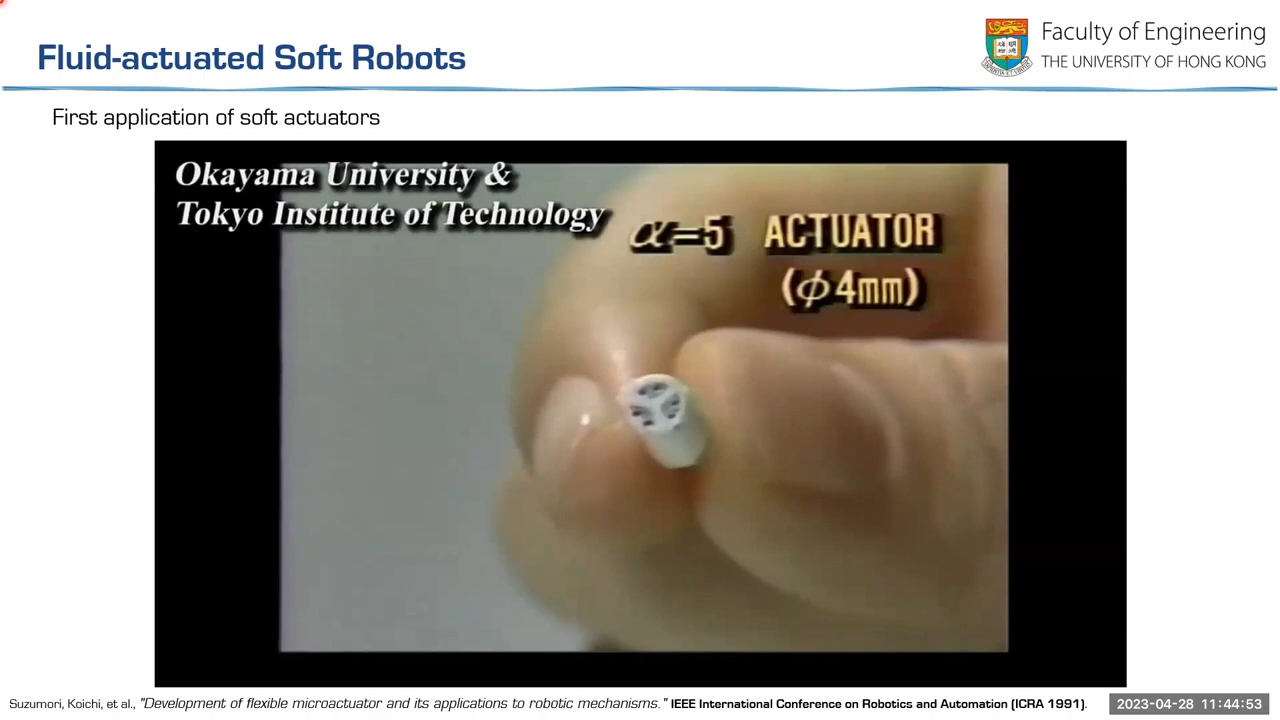 Fluid-actuated Soft Robots
Faculty of Engineering
THE UNIVERSITY OF HONG KONG
First application of soft actuators
Okayama University &
Tokyo Institute of Technology
α=5 ACTUATOR
(ϕ4mm)
Suzumori, Koichi, et al., "Development of flexible microactuator and its applications to robotic mechanisms." IEEE International Conference on Robotics and Automation (ICRA 1991).
2023-04-28 11:44:53